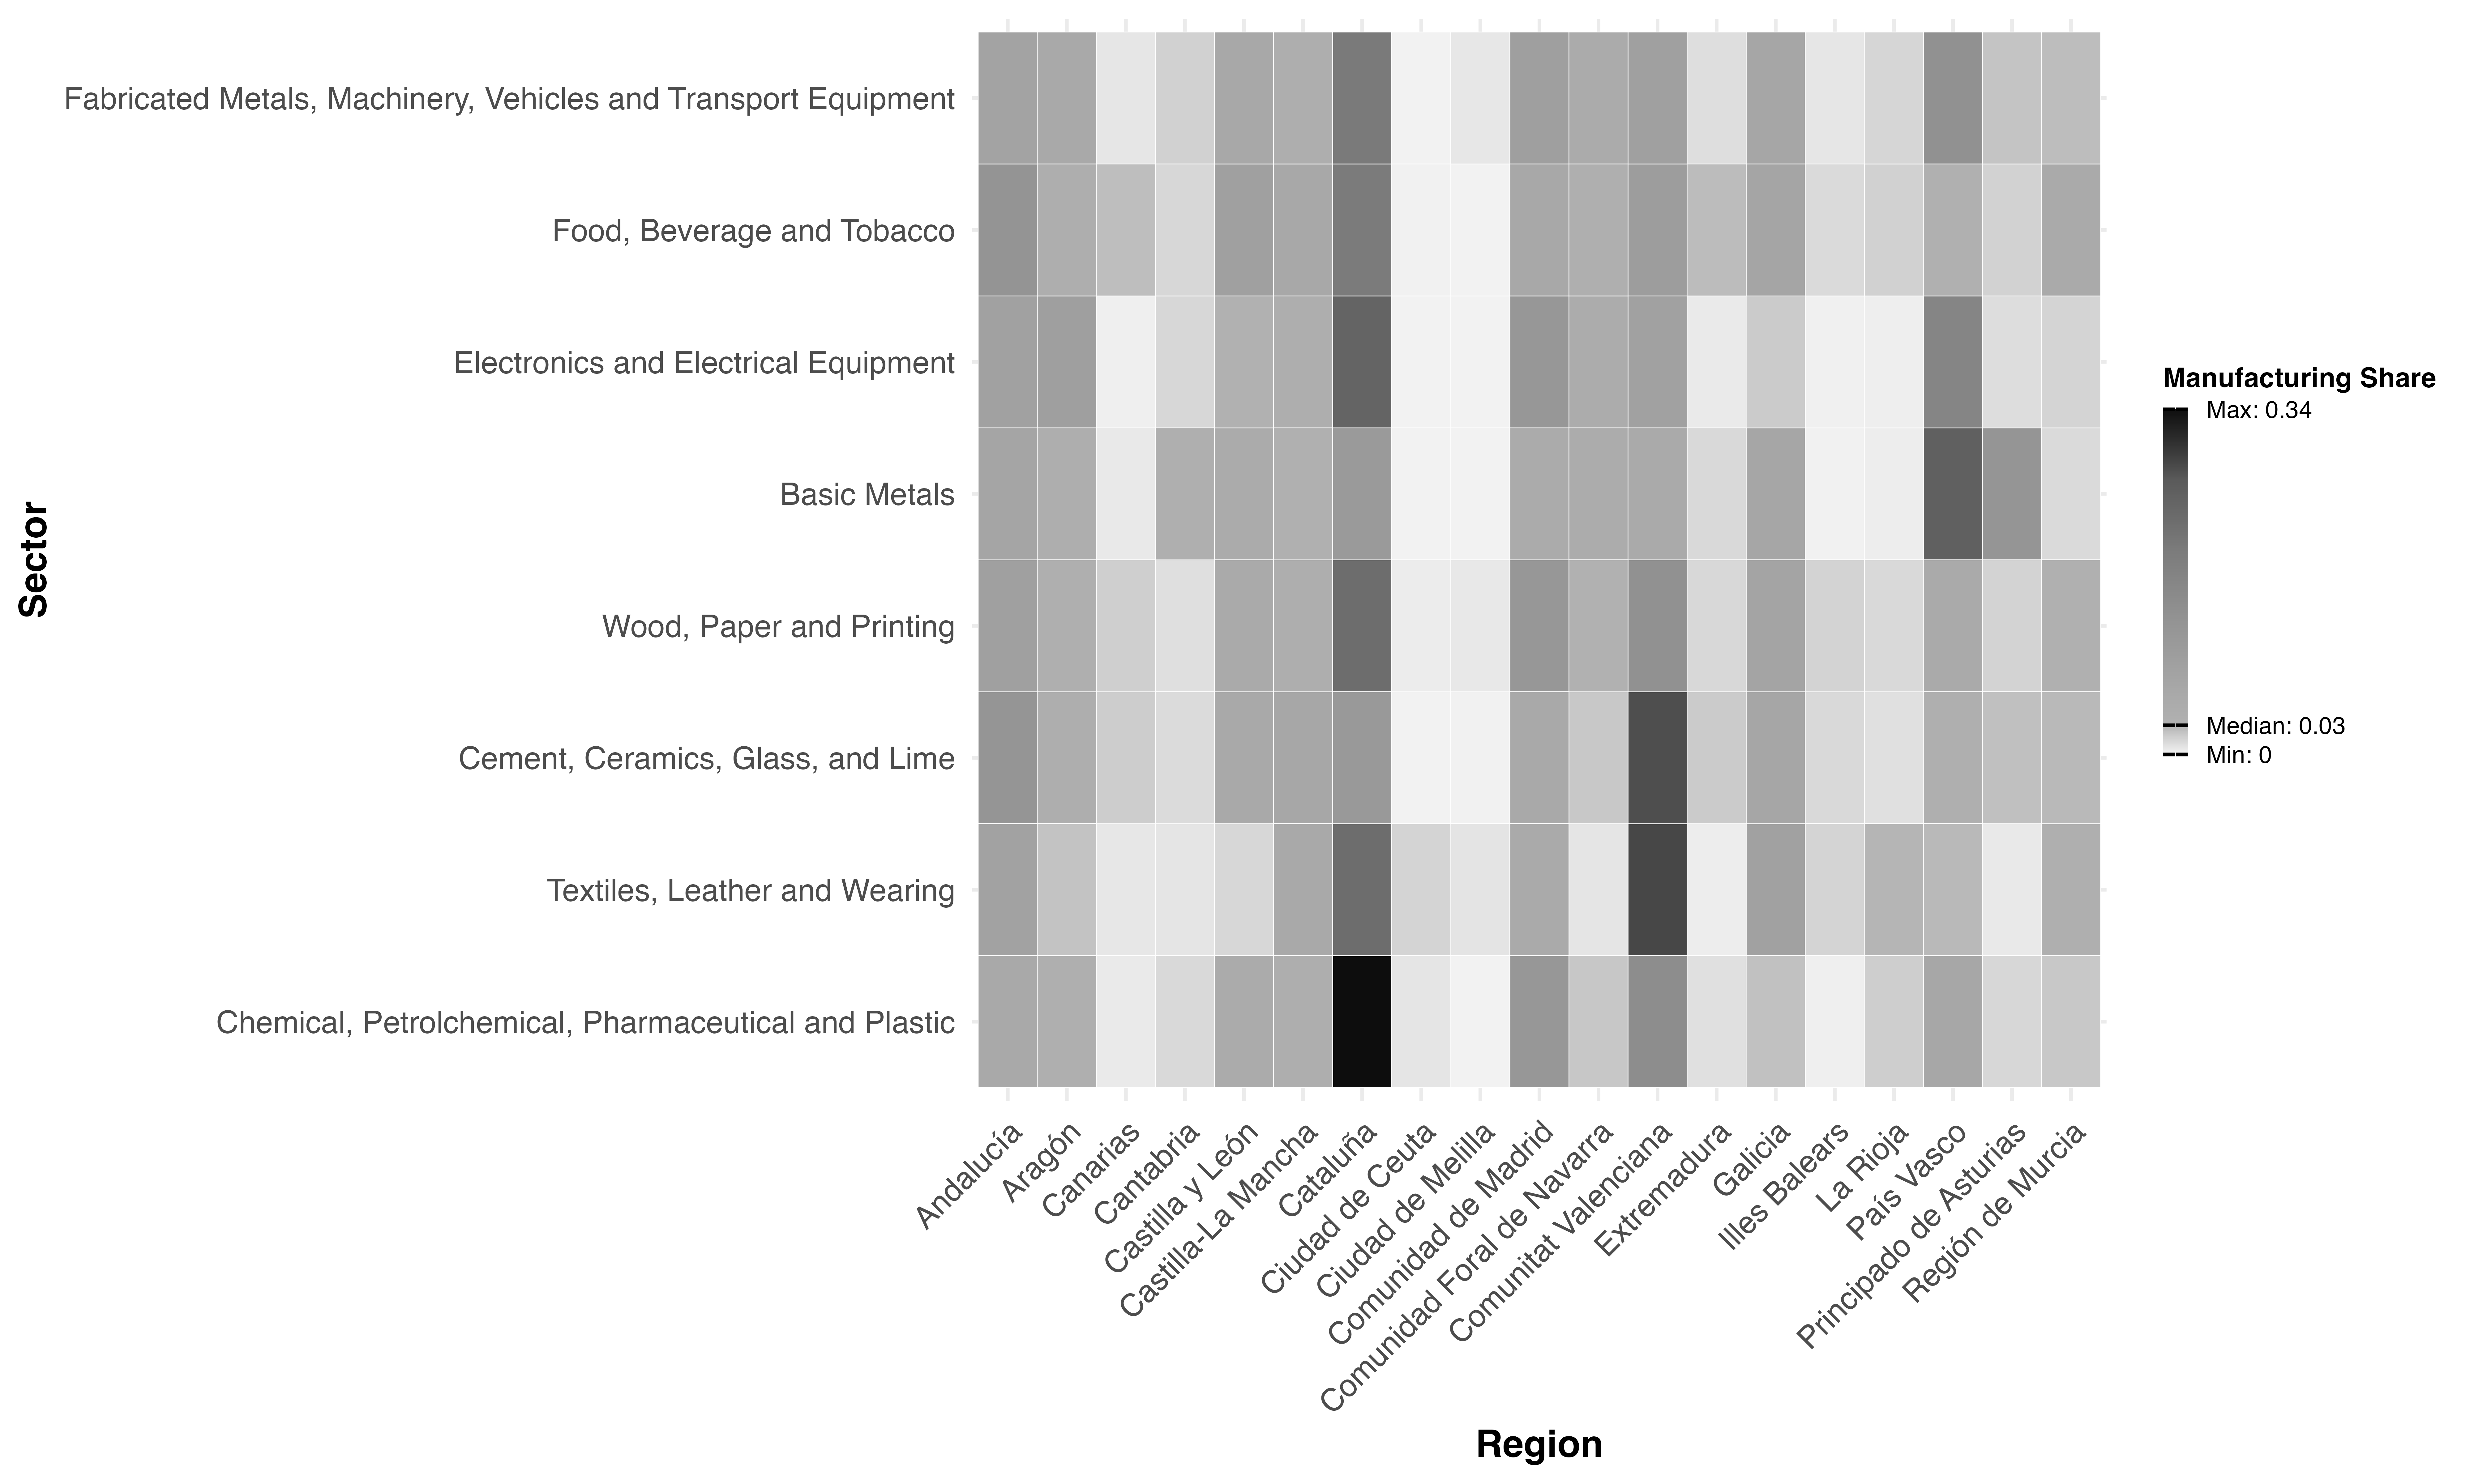 Fabricated Metals, Machinery, Vehicles and Transport Equipment
Food, Beverage and Tobacco
Electronics and Electrical Equipment
Basic Metals
Wood, Paper and Printing
Cement, Ceramics, Glass, and Lime
Textiles, Leather and Wearing
Chemical, Petrolchemical, Pharmaceutical and Plastic
Sector
Manufacturing Share
Max: 0.34
Median: 0.03
Min: 0
Andalucía
Aragón
Canarias
Cantabria
Castilla y León
Castilla-La Mancha
Cataluña
Ciudad de Ceuta
Ciudad de Melilla
Comunidad de Madrid
Comunidad Foral de Navarra
Comunitat Valenciana
Extremadura
Galicia
Illes Balears
La Rioja
País Vasco
Principado de Asturias
Región de Murcia
Region